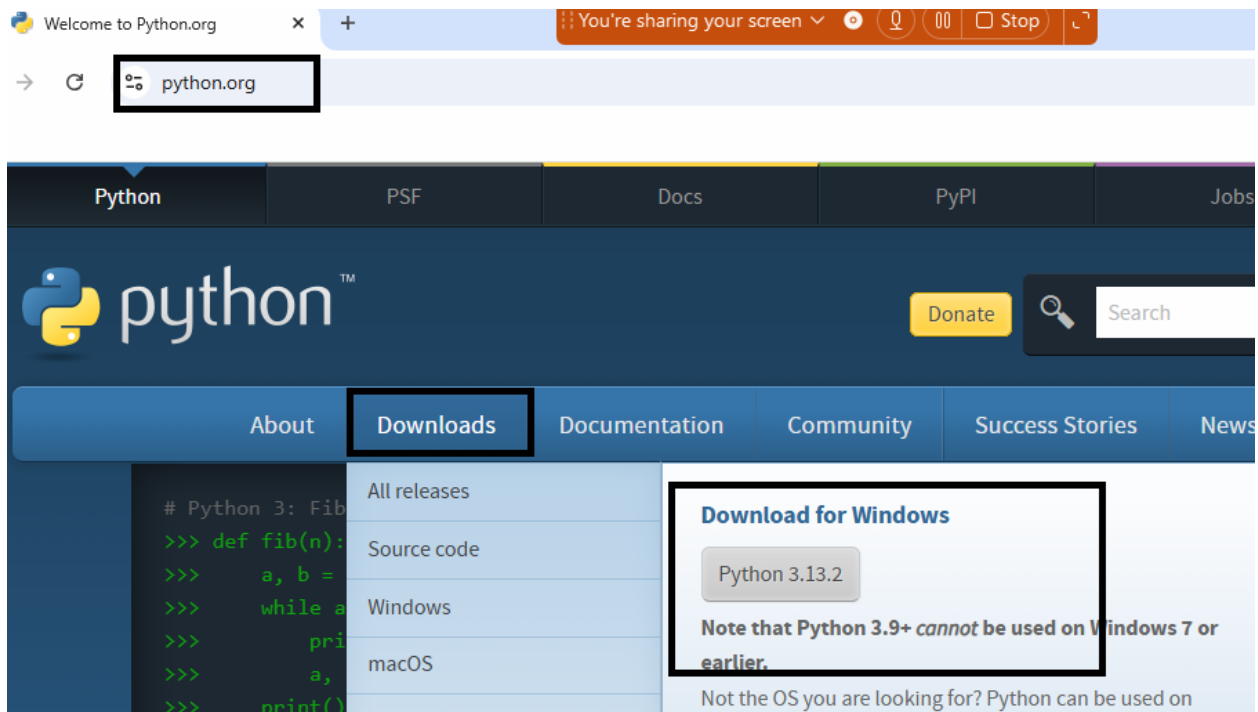 Welcome to Python.org
You're sharing your screen
Stop
python.org
Python PSF Docs PyPI Jobs
python™
Donate
Search
About Downloads Documentation Community Success Stories News
All releases
Source code
Windows
macOS
# Python 3: Fib
>>> def fib(n):
>>> a, b =
>>> while a
>>> pri
>>> a,
>>> print()
Download for Windows
Python 3.13.2
Note that Python 3.9+ cannot be used on Windows 7 or
earlier.
Not the OS you are looking for? Python can be used on